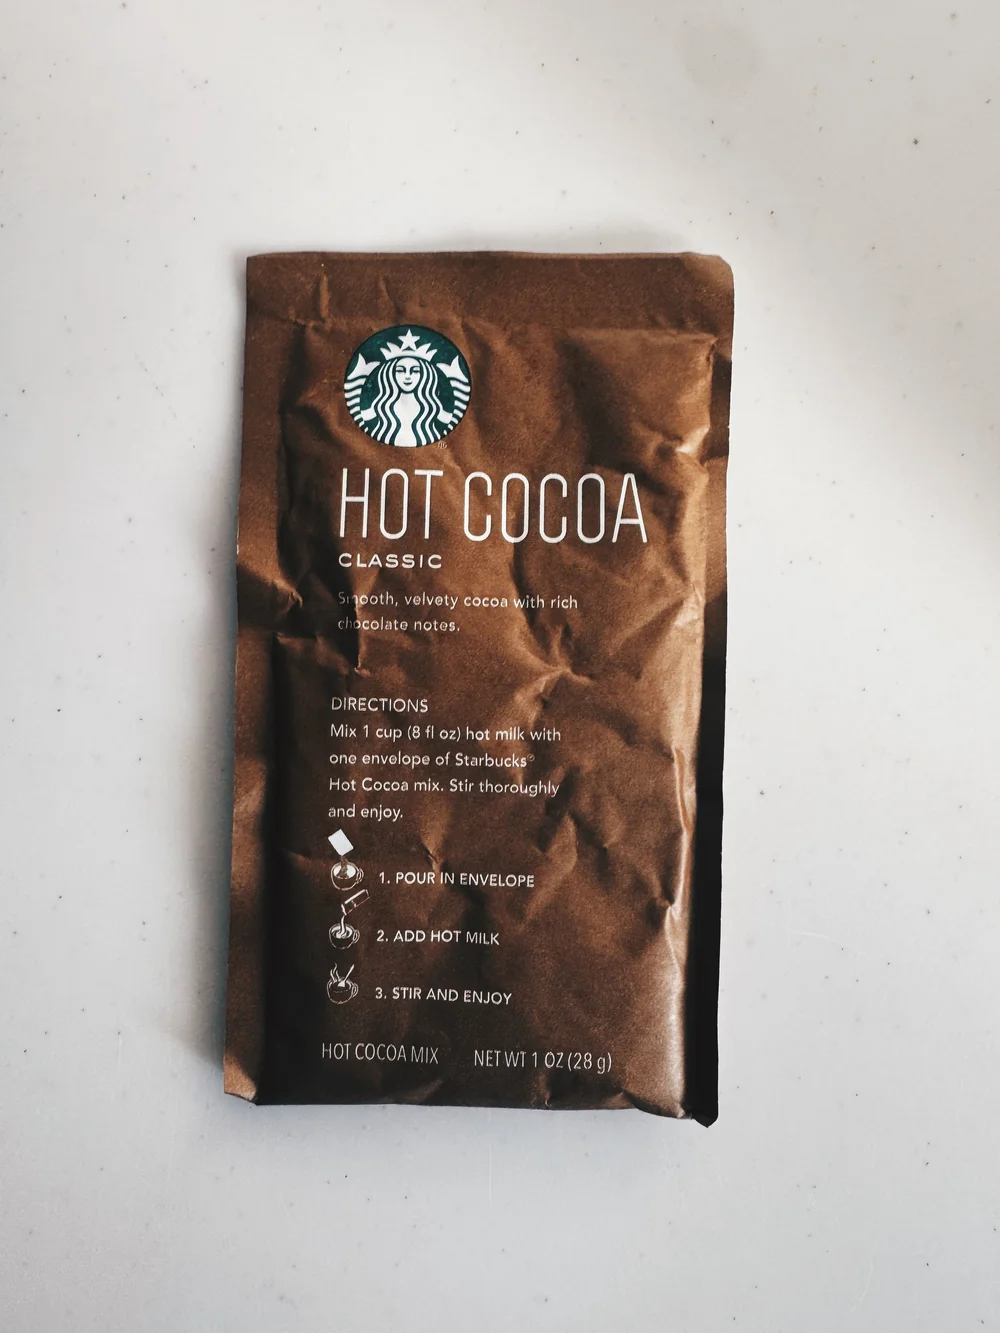 HOT COCOA
CLASSIC
Smooth, velvety cocoa with rich
chocolate notes.
DIRECTIONS
Mix 1 cup (8 fl oz) hot milk with
one envelope of Starbucks®
Hot Cocoa mix. Stir thoroughly
and enjoy.
1. POUR IN ENVELOPE
2. ADD HOT MILK
3. STIR AND ENJOY
HOT COCOA MIX NET WT 1 OZ (28 g)